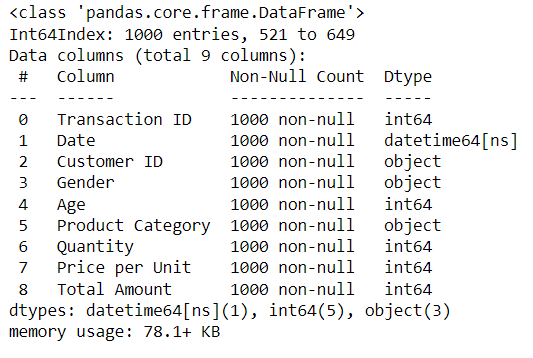 <class 'pandas.core.frame.DataFrame'>
Int64Index: 1000 entries, 521 to 649
Data columns (total 9 columns):
 #   Column            Non-Null Count  Dtype
---  ------            --------------  -----
 0   Transaction ID    1000 non-null   int64
 1   Date              1000 non-null   datetime64[ns]
 2   Customer ID       1000 non-null   object
 3   Gender            1000 non-null   object
 4   Age               1000 non-null   int64
 5   Product Category  1000 non-null   object
 6   Quantity          1000 non-null   int64
 7   Price per Unit    1000 non-null   int64
 8   Total Amount      1000 non-null   int64
dtypes: datetime64[ns](1), int64(5), object(3)
memory usage: 78.1+ KB